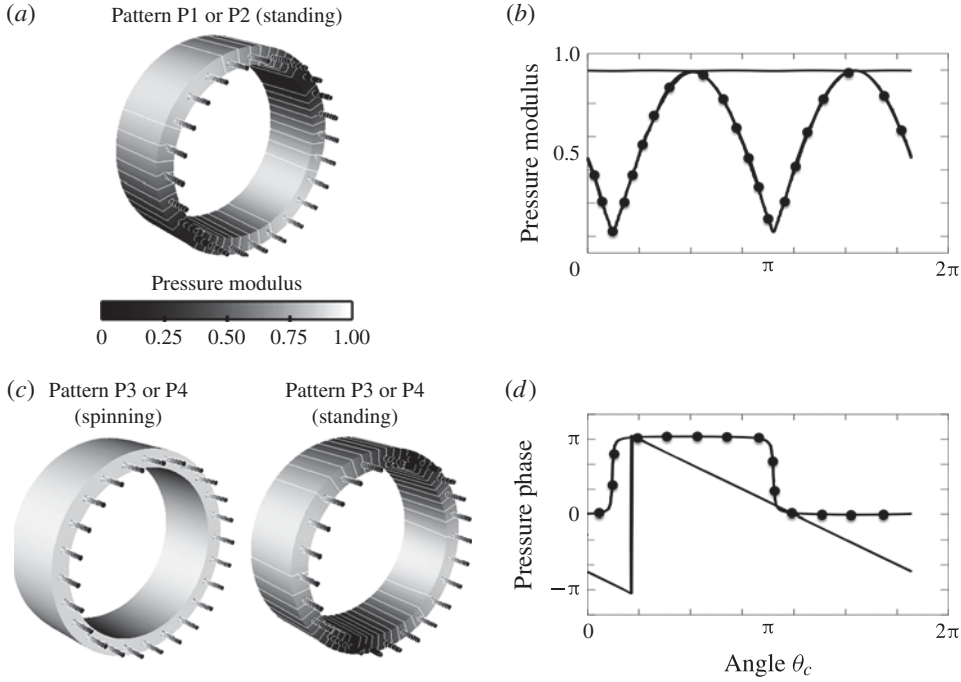 (a)
Pattern P1 or P2 (standing)
Pressure modulus
0 0.25 0.50 0.75 1.00
(b)
Pressure modulus
1.0
0.5
0
π
2π
(c)
Pattern P3 or P4
(spinning)
Pattern P3 or P4
(standing)
(d)
Pressure phase
π
0
−π
0
π
2π
Angle θc